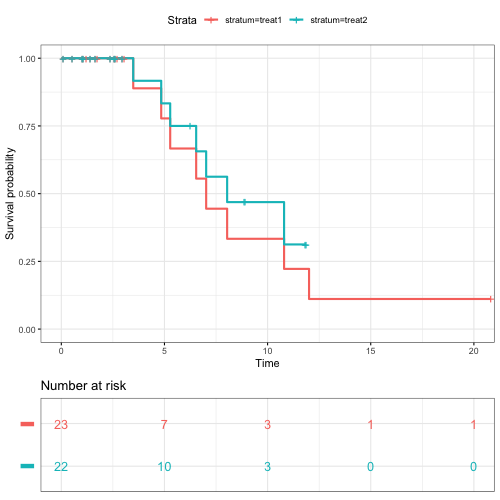 Strata stratum=treat1 stratum=treat2
Survival probability
1.00
0.75
0.50
0.25
0.00
0 5 10 15 20
Time
Number at risk
23 7 3 1 1
22 10 3 0 0